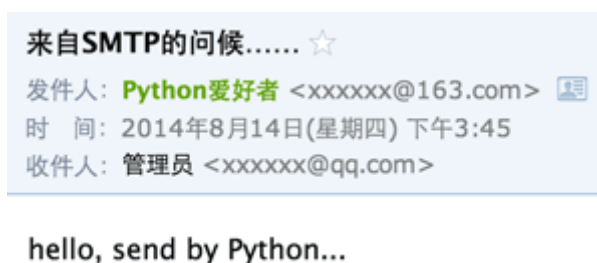 来自SMTP的问候...... ☆
发件人：Python爱好者 <xxxxxx@163.com>
时　间：2014年8月14日(星期四) 下午3:45
收件人：管理员 <xxxxxx@qq.com>
hello, send by Python...